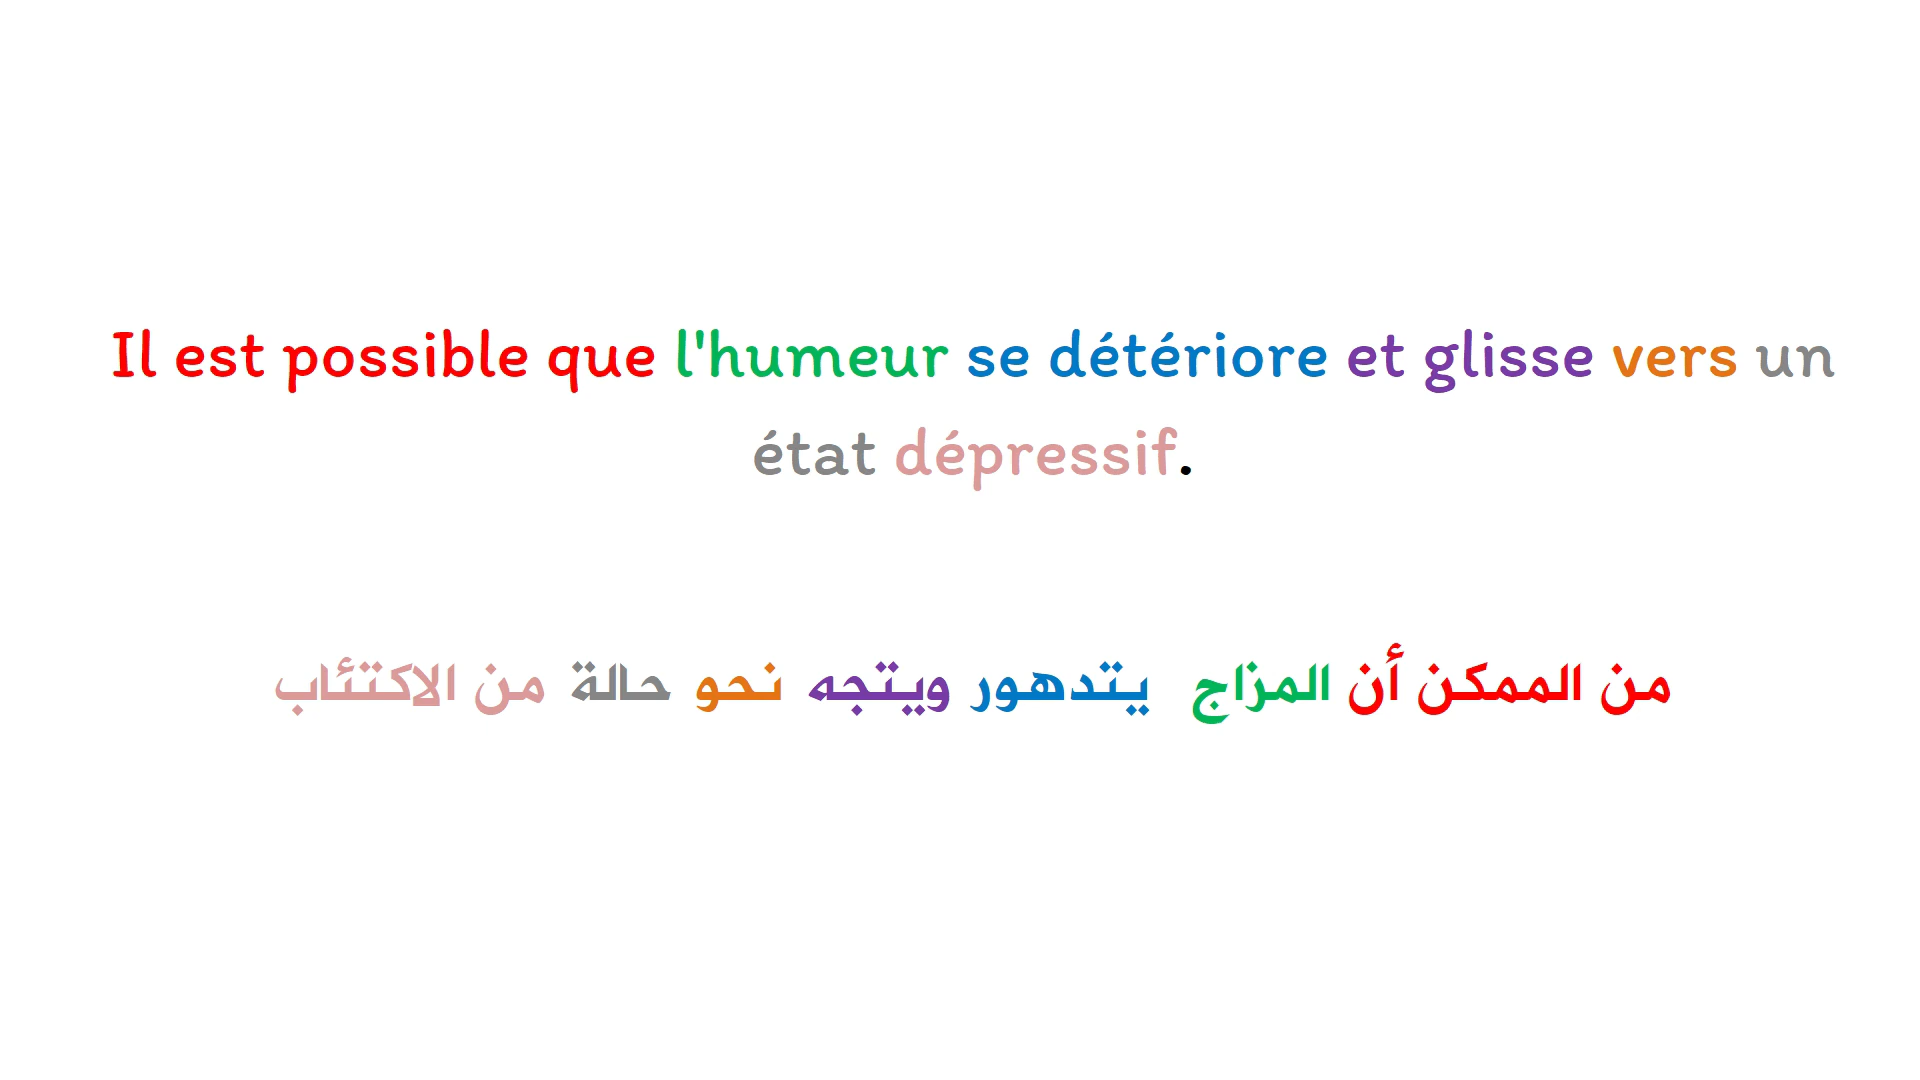 Il est possible que l'humeur se détériore et glisse vers un
état dépressif.
من الممكن أن المزاج يتدهور ويتجه نحو حالة من الاكتئاب